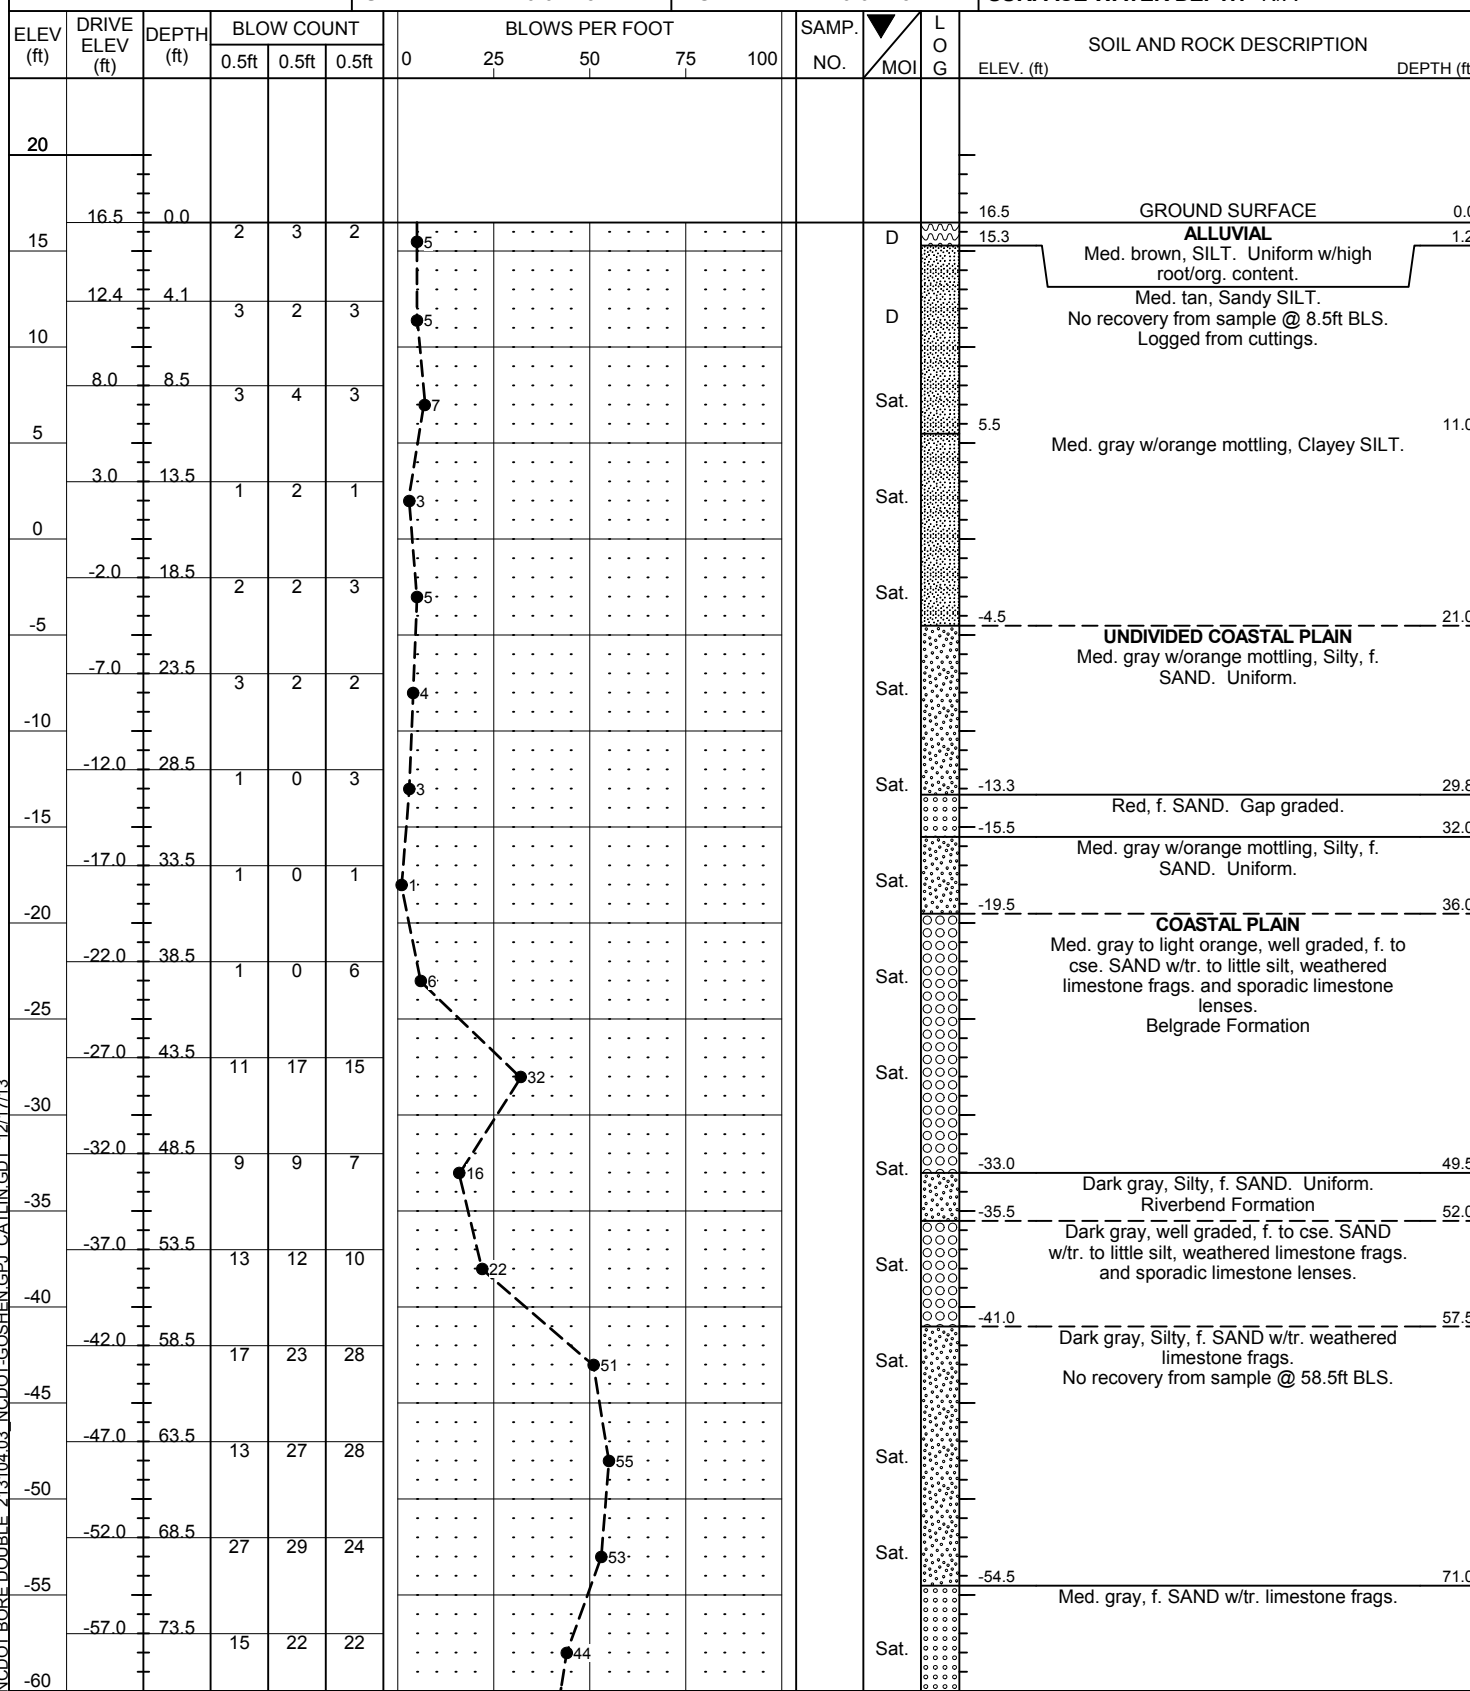 ELEV (ft) DRIVE ELEV (ft) DEPTH (ft) BLOW COUNT 0.5ft 0.5ft 0.5ft BLOWS PER FOOT 0 25 50 75 100 SAMP. NO. MOI LOG SOIL AND ROCK DESCRIPTION ELEV. (ft) DEPTH (ft
20
16.5 0.0 16.5 GROUND SURFACE 0.0
15 2 3 2 5 D 15.3 ALLUVIAL 1.2
Med. brown, SILT. Uniform w/high
root/org. content.
12.4 4.1 Med. tan, Sandy SILT.
3 2 3 5 D No recovery from sample @ 8.5ft BLS.
10 Logged from cuttings.
8.0 8.5
3 4 3 7 Sat.
5.5 11.0
5 Med. gray w/orange mottling, Clayey SILT.
3.0 13.5
1 2 1 3 Sat.
0
-2.0 18.5
2 2 3 5 Sat.
-4.5 21.0
-5 UNDIVIDED COASTAL PLAIN
-7.0 23.5 Med. gray w/orange mottling, Silty, f.
SAND. Uniform.
3 2 2 4 Sat.
-10
-12.0 28.5
1 0 3 3 Sat. -13.3 29.8
Red, f. SAND. Gap graded.
-15 -15.5 32.0
Med. gray w/orange mottling, Silty, f.
-17.0 33.5 SAND. Uniform.
1 0 1 1 Sat.
-19.5 36.0
-20 COASTAL PLAIN
-22.0 38.5 Med. gray to light orange, well graded, f. to
1 0 6 6 Sat. cse. SAND w/tr. to little silt, weathered
limestone frags. and sporadic limestone
-25 lenses.
Belgrade Formation
-27.0 43.5
11 17 15 32 Sat.
-30
-32.0 48.5
9 9 7 16 Sat. -33.0 49.5
Dark gray, Silty, f. SAND. Uniform.
-35 Riverbend Formation
-35.5 52.0
-37.0 53.5 Dark gray, well graded, f. to cse. SAND
w/tr. to little silt, weathered limestone frags.
13 12 10 22 Sat. and sporadic limestone lenses.
-40 -41.0 57.5
-42.0 58.5 Dark gray, Silty, f. SAND w/tr. weathered
17 23 28 51 Sat. limestone frags.
No recovery from sample @ 58.5ft BLS.
-45
-47.0 63.5
13 27 28 55 Sat.
-50
-52.0 68.5
27 29 24 53 Sat.
-54.5 71.0
-55 Med. gray, f. SAND w/tr. limestone frags.
-57.0 73.5
15 22 22 44 Sat.
-60
NCDOT BORE DOUBLE 213104.03_NCDOT-GOSHEN.GPJ CATLIN.GDT 12/17/13